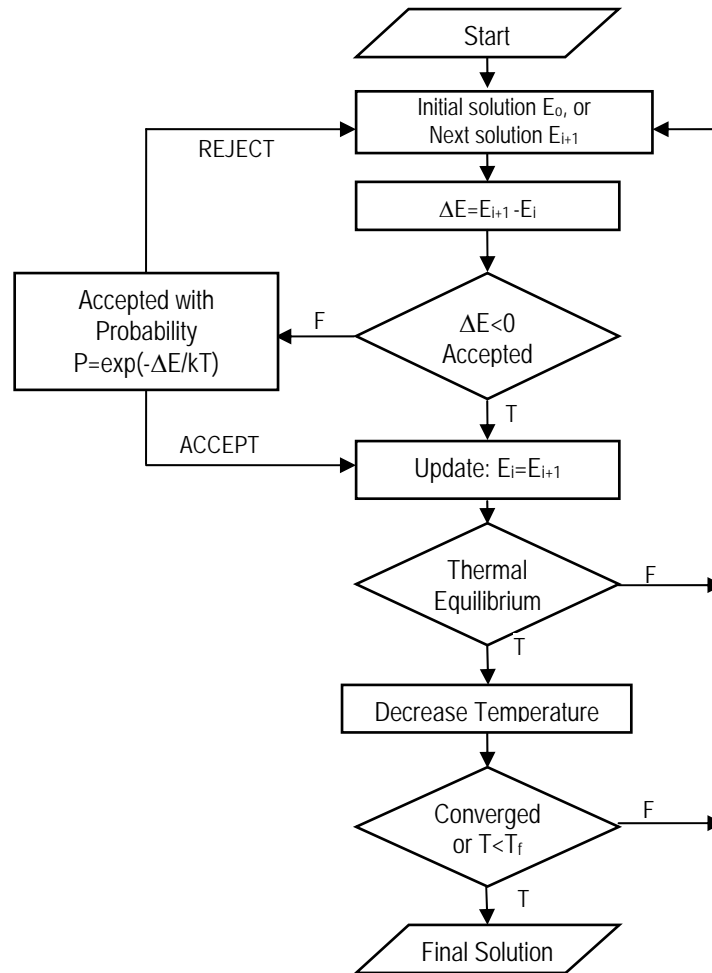 Start
Initial solution E₀, or
Next solution Eᵢ₊₁
REJECT
ΔE=Eᵢ₊₁-Eᵢ
Accepted with
Probability
P=exp(-ΔE/kT)
F
ΔE<0
Accepted
T
ACCEPT
Update: Eᵢ=Eᵢ₊₁
Thermal
Equilibrium
F
T
Decrease Temperature
Converged
or T<T_f
F
T
Final Solution